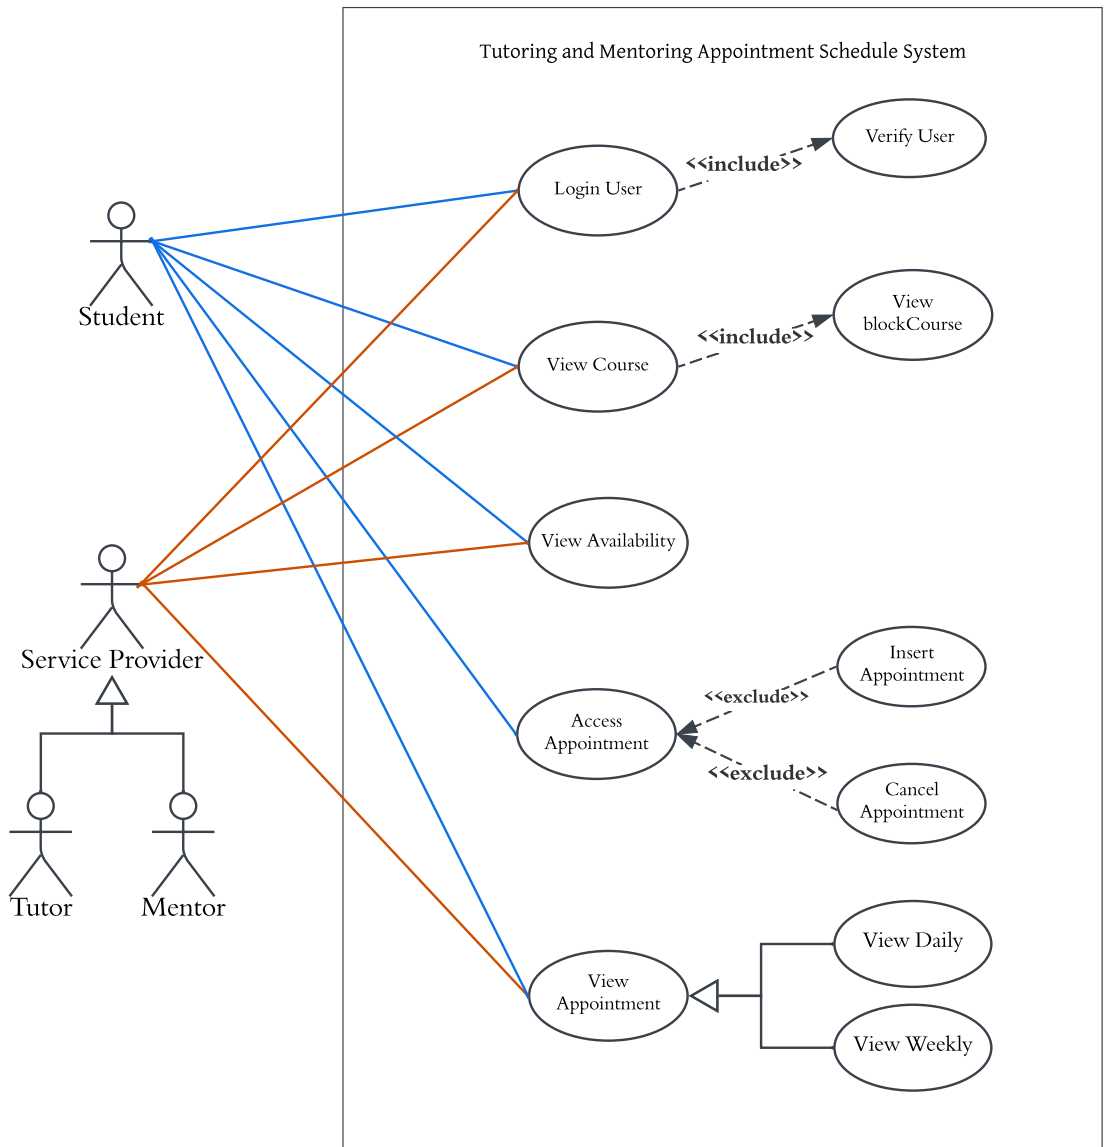 Tutoring and Mentoring Appointment Schedule System
Verify User
<<include>>
Login User
Student
View
blockCourse
<<include>>
View Course
View Availability
Service Provider
Insert
Appointment
<<exclude>>
Access
Appointment
<<exclude>>
Cancel
Appointment
Tutor
Mentor
View Daily
View
Appointment
View Weekly